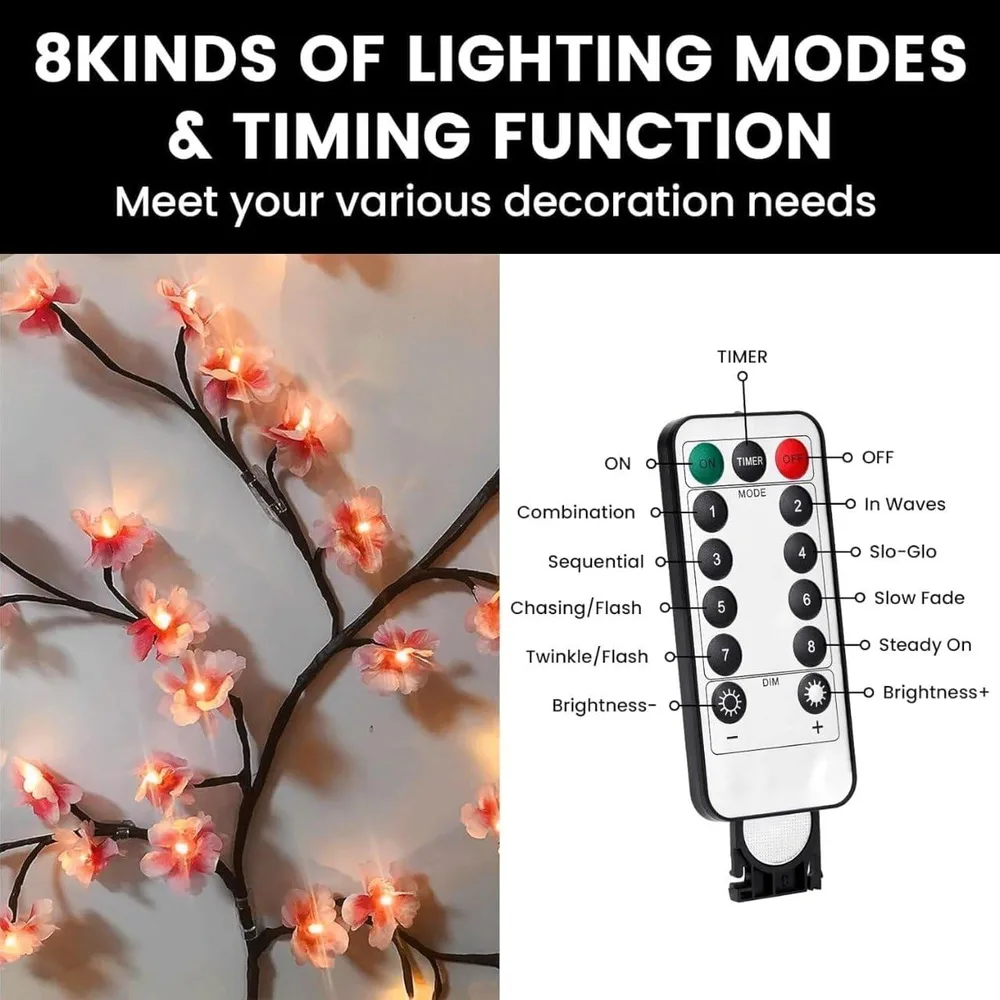 8KINDS OF LIGHTING MODES
& TIMING FUNCTION
Meet your various decoration needs
TIMER
ON
ON
TIMER
OFF
OFF
MODE
Combination
1
2
In Waves
Sequential
3
4
Slo-Glo
Chasing/Flash
5
6
Slow Fade
Twinkle/Flash
7
8
Steady On
DIM
Brightness-
Brightness+
− +